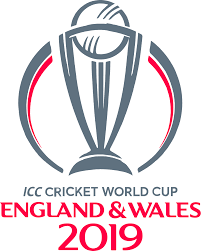 ICC CRICKET WORLD CUP
ENGLAND & WALES
2019